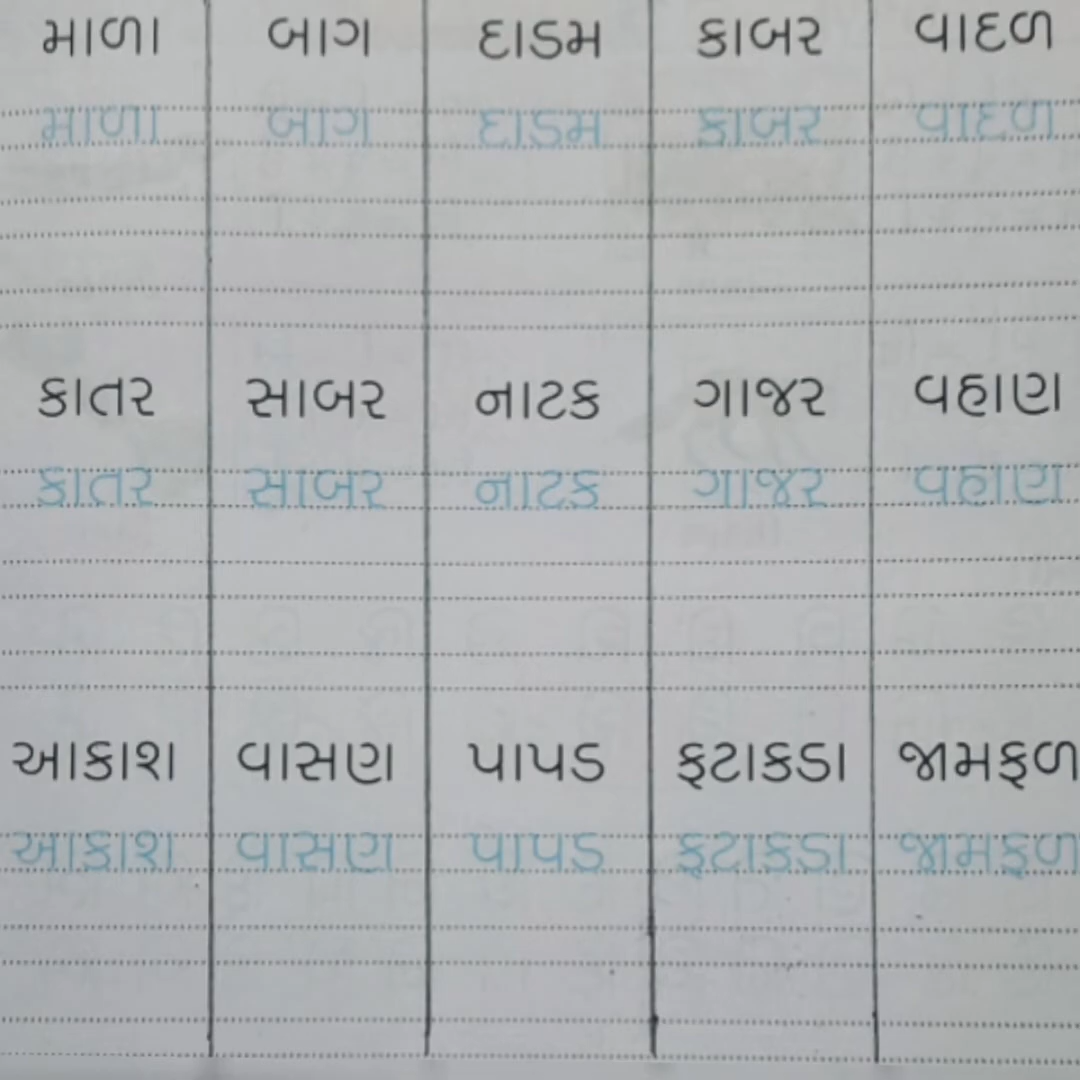 માળા બાગ દાડમ કાબર વાદળ
માળા બાગ દાડમ કાબર વાદળ
કાતર સાબર નાટક ગાજર વહાણ
કાતર સાબર નાટક ગાજર વહાણ
આકાશ વાસણ પાપડ ફટાકડા જામફળ
આકાશ વાસણ પાપડ ફટાકડા જામફળ